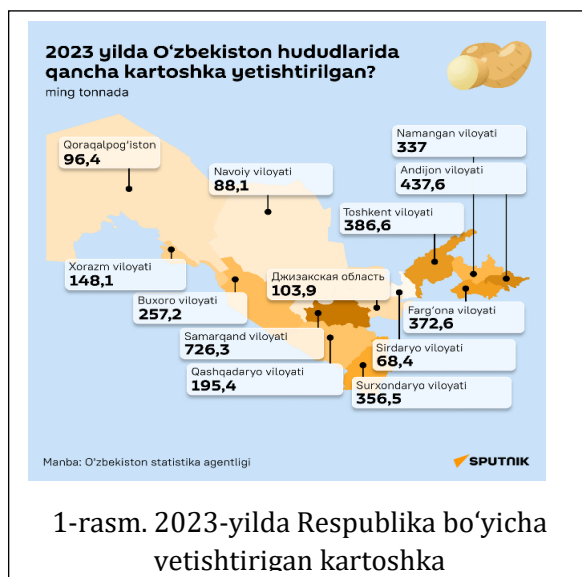 2023 yilda O‘zbekiston hududlarida
qancha kartoshka yetishtirilgan?
ming tonnada
Qoraqalpog‘iston
96,4
Navoiy viloyati
88,1
Namangan viloyati
337
Andijon viloyati
437,6
Toshkent viloyati
386,6
Xorazm viloyati
148,1
Buxoro viloyati
257,2
Джизакская область
103,9
Farg‘ona viloyati
372,6
Samarqand viloyati
726,3
Sirdaryo viloyati
68,4
Qashqadaryo viloyati
195,4
Surxondaryo viloyati
356,5
Manba: O‘zbekiston statistika agentligi
SPUTNIK
1-rasm. 2023-yilda Respublika bo‘yicha
yetishtirigan kartoshka